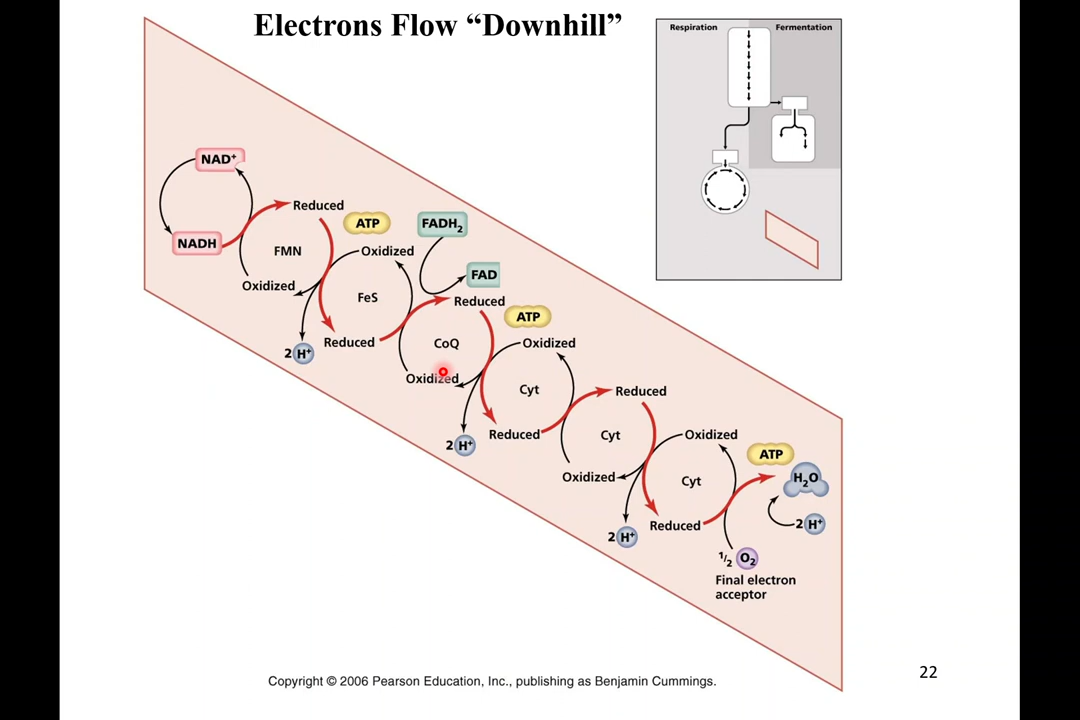 Electrons Flow “Downhill”
Respiration
Fermentation
NAD+
NADH
Reduced
FMN
Oxidized
ATP
FADH2
Oxidized
FAD
FeS
Reduced
Reduced
2 H+
ATP
CoQ
Oxidized
Oxidized
Cyt
Reduced
2 H+
Reduced
Cyt
Oxidized
Oxidized
ATP
Cyt
H2O
Reduced
2 H+
2 H+
1/2 O2
Final electron
acceptor
22
Copyright © 2006 Pearson Education, Inc., publishing as Benjamin Cummings.